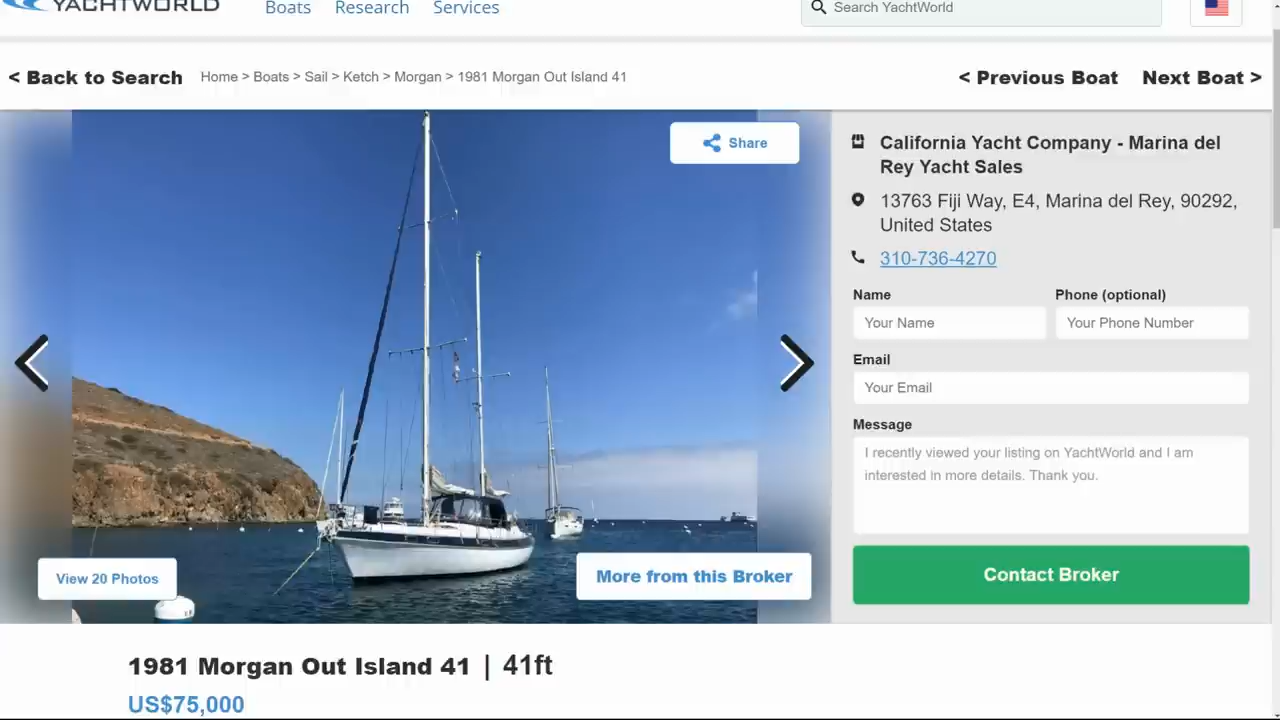 YACHTWORLD
Boats Research Services
Search YachtWorld
< Back to Search
Home > Boats > Sail > Ketch > Morgan > 1981 Morgan Out Island 41
< Previous Boat Next Boat >
Share
View 20 Photos
More from this Broker
California Yacht Company - Marina del
Rey Yacht Sales
13763 Fiji Way, E4, Marina del Rey, 90292,
United States
310-736-4270
Name Phone (optional)
Your Name Your Phone Number
Email
Your Email
Message
I recently viewed your listing on YachtWorld and I am
interested in more details. Thank you.
Contact Broker
1981 Morgan Out Island 41 | 41ft
US$75,000